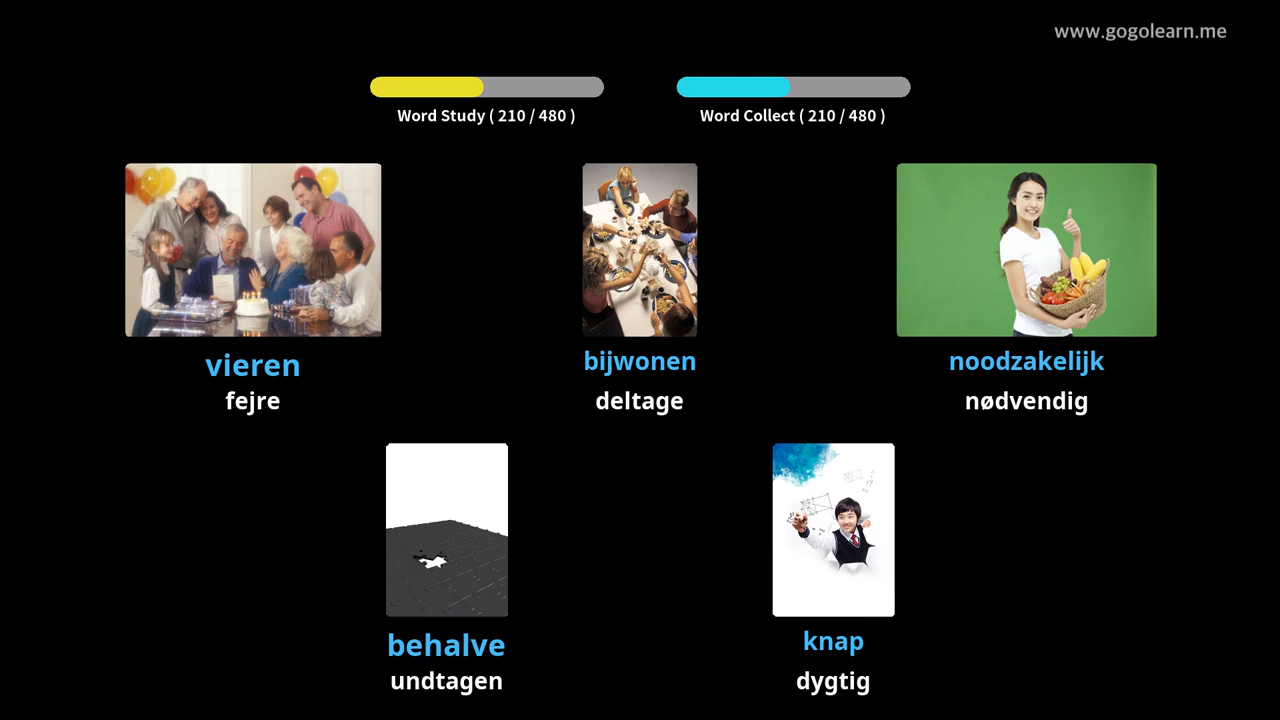 www.gogolearn.me
Word Study ( 210 / 480 )
Word Collect ( 210 / 480 )
vieren
fejre
bijwonen
deltage
noodzakelijk
nødvendig
behalve
undtagen
knap
dygtig